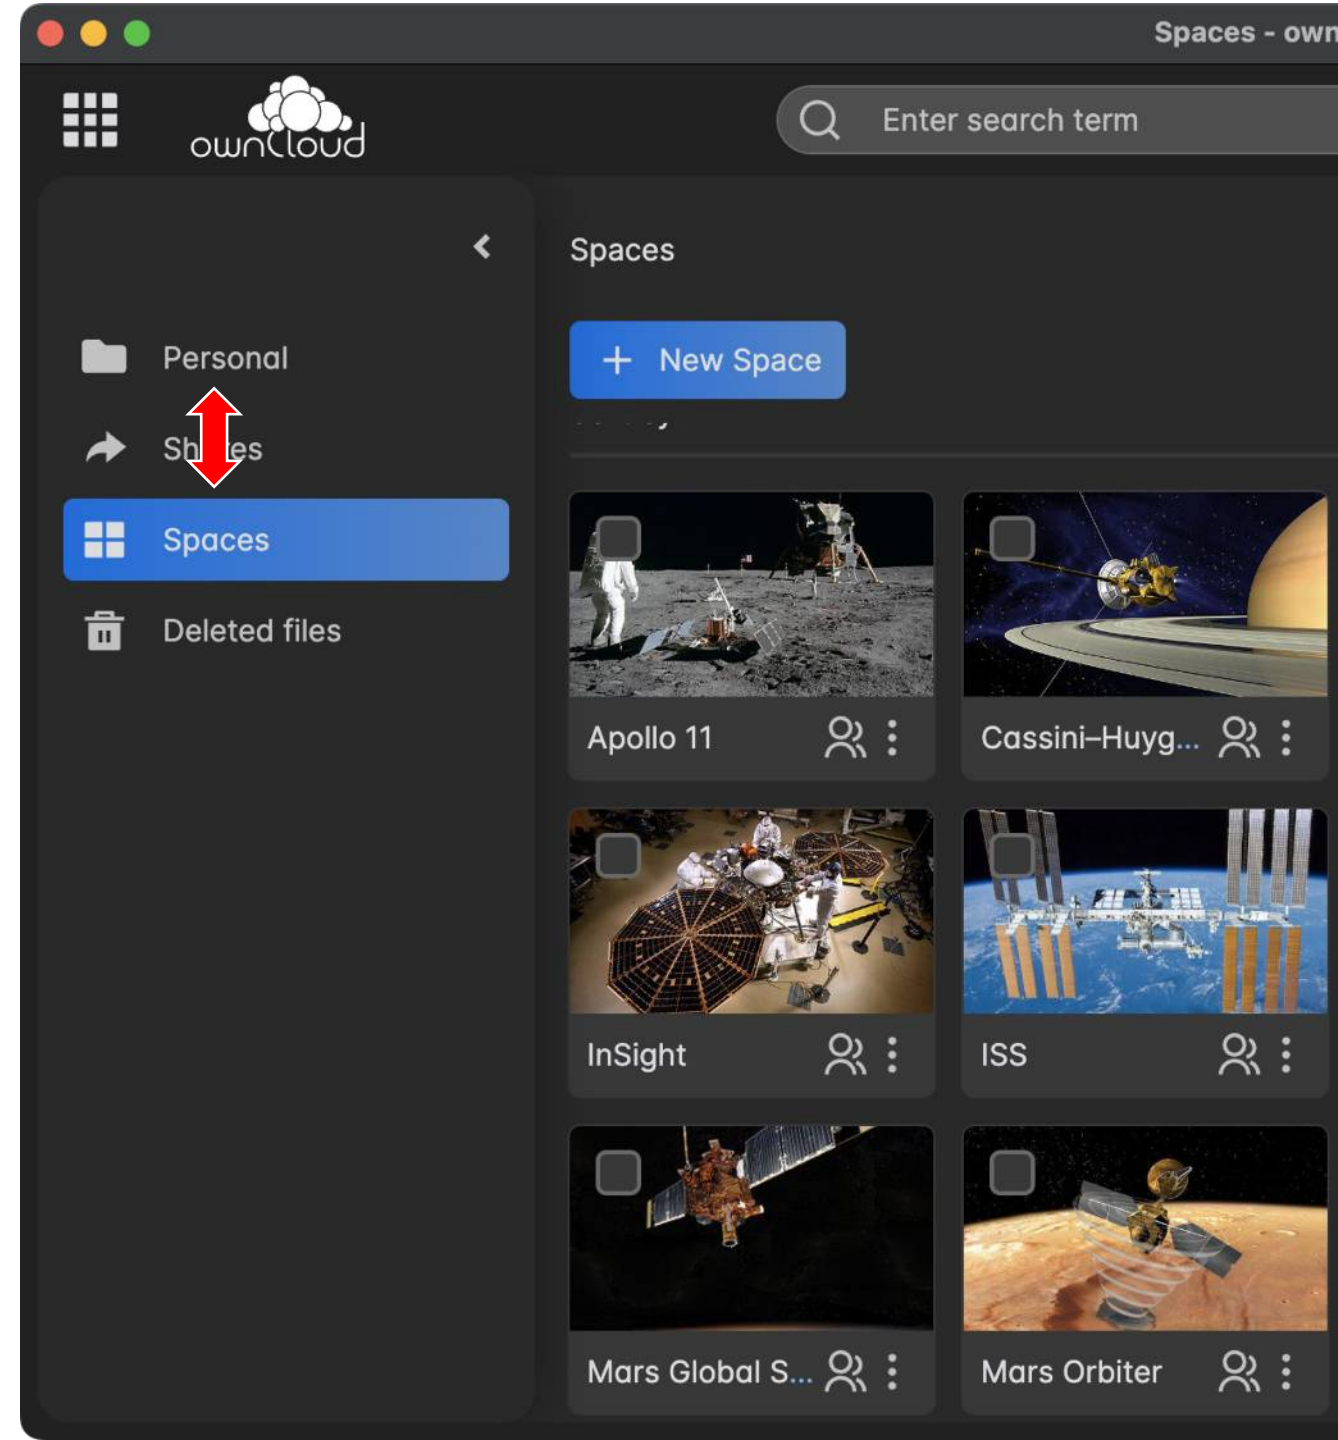 Spaces - own
ownCloud
Enter search term
Spaces
+ New Space
Personal
Shares
Spaces
Deleted files
Apollo 11
Cassini–Huyg...
InSight
ISS
Mars Global S...
Mars Orbiter